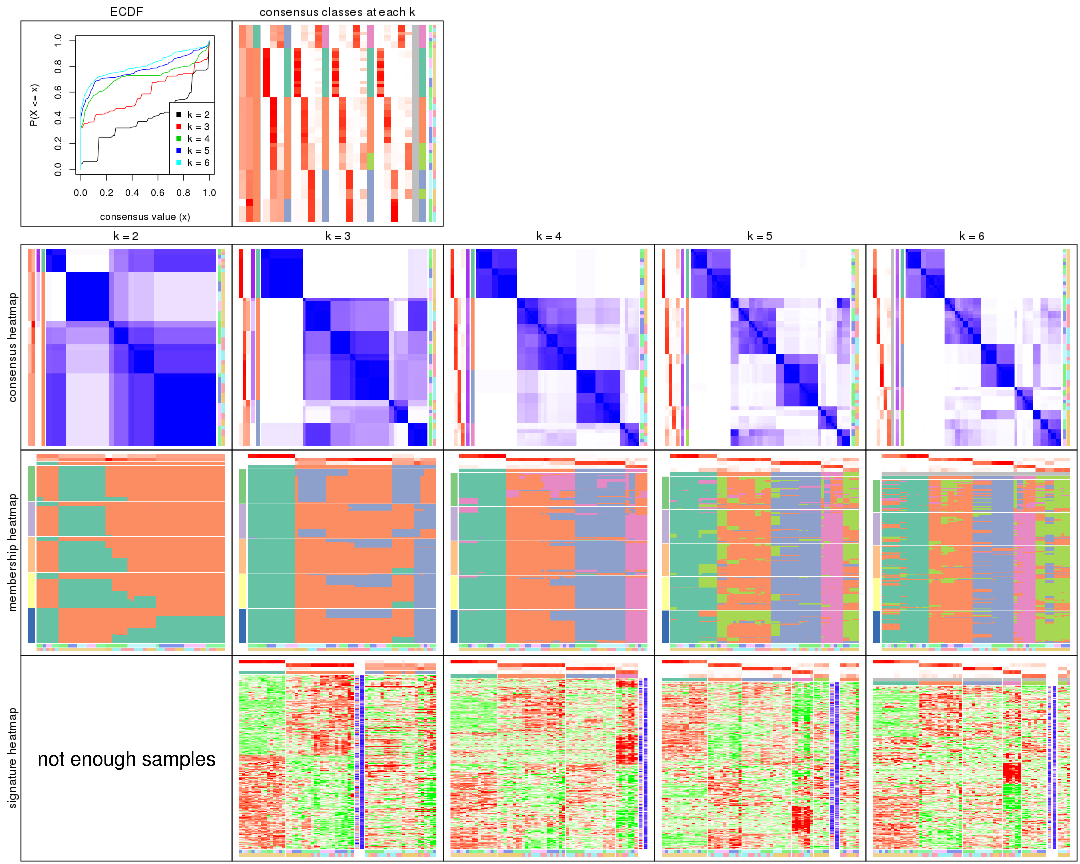 ECDF
consensus classes at each k
P(X <= x)
0.0 0.2 0.4 0.6 0.8 1.0
k = 2
k = 3
k = 4
k = 5
k = 6
0.0 0.2 0.4 0.6 0.8 1.0
consensus value (x)
k = 2
k = 3
k = 4
k = 5
k = 6
consensus heatmap
membership heatmap
signature heatmap
not enough samples